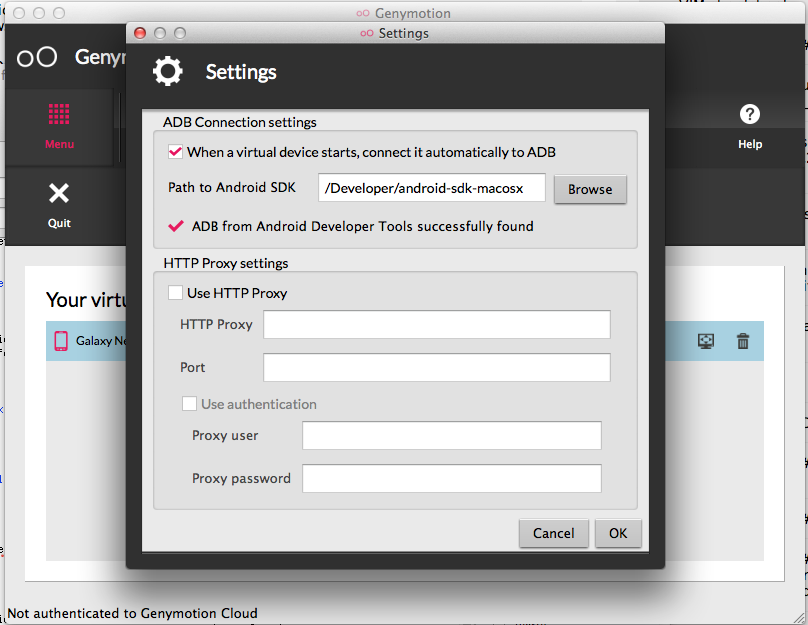 Genymotion
Settings
Geny
Settings
Menu
Help
Quit
ADB Connection settings
When a virtual device starts, connect it automatically to ADB
Path to Android SDK
/Developer/android-sdk-macosx
Browse
ADB from Android Developer Tools successfully found
HTTP Proxy settings
Use HTTP Proxy
HTTP Proxy
Port
Use authentication
Proxy user
Proxy password
Cancel
OK
Your virtu
Galaxy Ne
Not authenticated to Genymotion Cloud